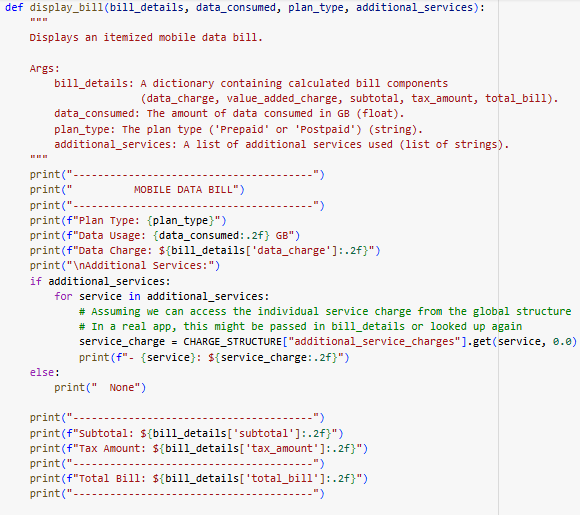 def display_bill(bill_details, data_consumed, plan_type, additional_services):
    """
    Displays an itemized mobile data bill.

    Args:
        bill_details: A dictionary containing calculated bill components
                      (data_charge, value_added_charge, subtotal, tax_amount, total_bill).
        data_consumed: The amount of data consumed in GB (float).
        plan_type: The plan type ('Prepaid' or 'Postpaid') (string).
        additional_services: A list of additional services used (list of strings).
    """
    print("---------------------------------------")
    print("          MOBILE DATA BILL")
    print("---------------------------------------")
    print(f"Plan Type: {plan_type}")
    print(f"Data Usage: {data_consumed:.2f} GB")
    print(f"Data Charge: ${bill_details['data_charge']:.2f}")
    print("\nAdditional Services:")
    if additional_services:
        for service in additional_services:
            # Assuming we can access the individual service charge from the global structure
            # In a real app, this might be passed in bill_details or looked up again
            service_charge = CHARGE_STRUCTURE["additional_service_charges"].get(service, 0.0)
            print(f"- {service}: ${service_charge:.2f}")
    else:
        print("  None")

    print("---------------------------------------")
    print(f"Subtotal: ${bill_details['subtotal']:.2f}")
    print(f"Tax Amount: ${bill_details['tax_amount']:.2f}")
    print("---------------------------------------")
    print(f"Total Bill: ${bill_details['total_bill']:.2f}")
    print("---------------------------------------")